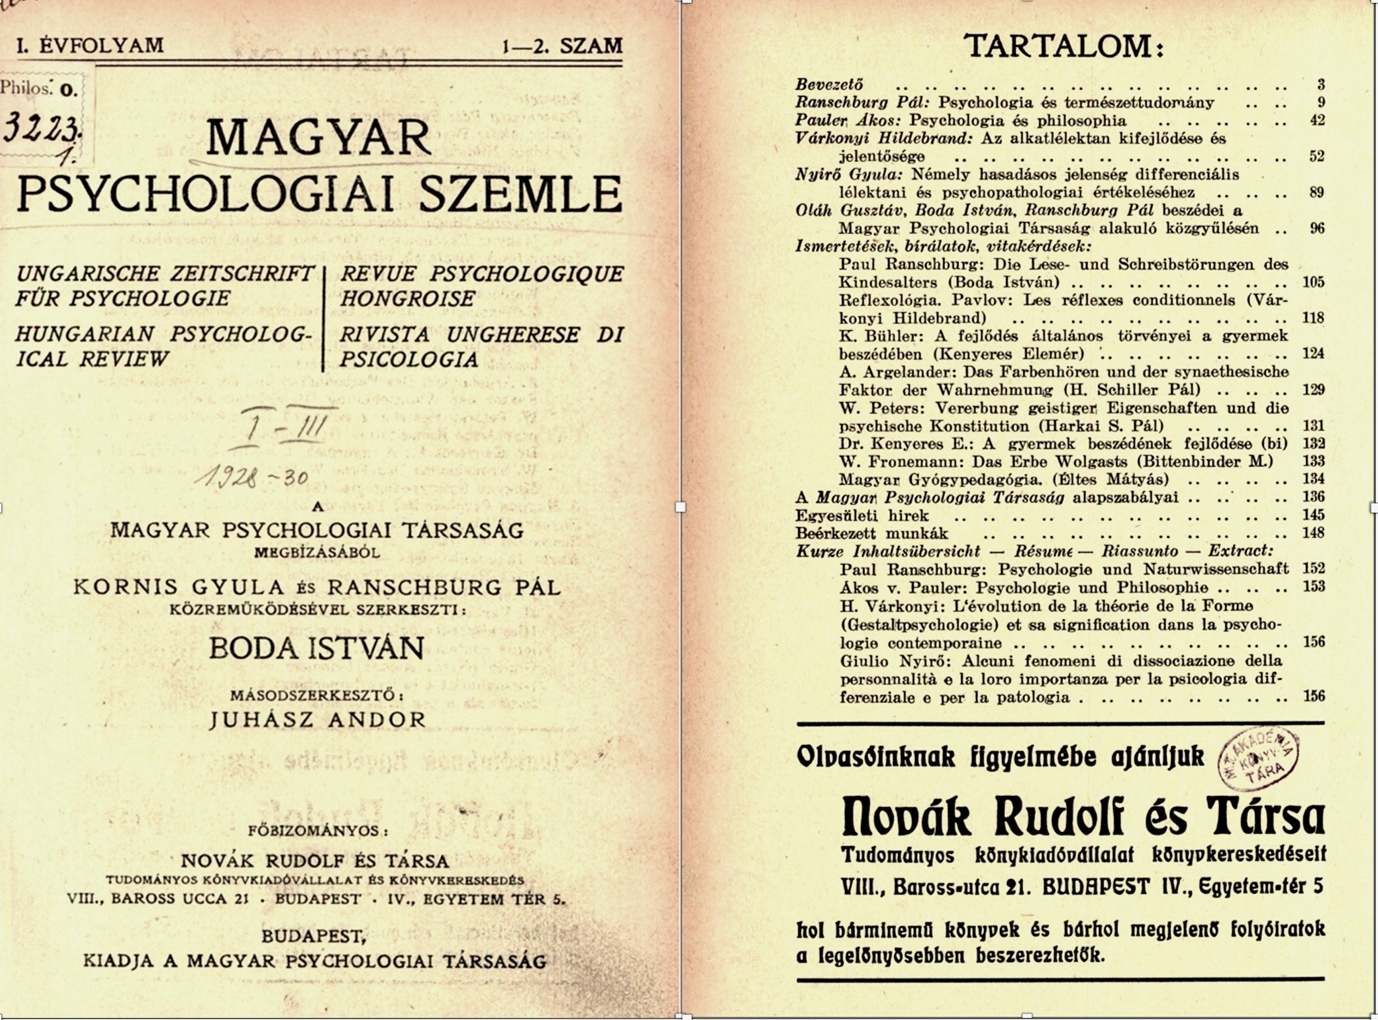 I. ÉVFOLYAM
1—2. SZAM
Philos. O.
3223.
1.
MAGYAR
PSYCHOLOGIAI SZEMLE
UNGARISCHE ZEITSCHRIFT
FÜR PSYCHOLOGIE
HUNGARIAN PSYCHOLOG-
ICAL REVIEW
REVUE PSYCHOLOGIQUE
HONGROISE
RIVISTA UNGHERESE DI
PSICOLOGIA
I - III
1928-30
A
MAGYAR PSYCHOLOGIAI TÁRSASÁG
MEGBÍZÁSÁBÓL
KORNIS GYULA ÉS RANSCHBURG PÁL
KÖZREMŰKÖDÉSÉVEL SZERKESZTI:
BODA ISTVÁN
MÁSODSZERKESZTŐ:
JUHÁSZ ANDOR
FŐBIZOMÁNYOS:
NOVÁK RUDOLF ÉS TÁRSA
TUDOMÁNYOS KÖNYVKIADÓVÁLLALAT ÉS KÖNYVKERESKEDÉS
VIII., BAROSS UCCA 21 · BUDAPEST · IV., EGYETEM TÉR 5.
BUDAPEST,
KIADJA A MAGYAR PSYCHOLOGIAI TÁRSASÁG
TARTALOM:
Bevezető .. .. .. .. .. .. .. .. .. .. .. .. .. .. 3
Ranschburg Pál: Psychologia és természettudomány .. .. 9
Pauler Ákos: Psychologia és philosophia .. .. .. .. .. 42
Várkonyi Hildebrand: Az alkatlélektan kifejlődése és
jelentősége .. .. .. .. .. .. .. .. .. .. .. .. 52
Nyirő Gyula: Némely hasadásos jelenség differenciális
lélektani és psychopathologiai értékeléséhez .. .. .. 89
Oláh Gusztáv, Boda István, Ranschburg Pál beszédei a
Magyar Psychologiai Társaság alakuló közgyűlésén .. 96
Ismertetések, bírálatok, vitakérdések:
Paul Ranschburg: Die Lese- und Schreibstörungen des
Kindesalters (Boda István) .. .. .. .. .. .. .. .. 105
Reflexológia. Pavlov: Les réflexes conditionnels (Vár-
konyi Hildebrand) .. .. .. .. .. .. .. .. .. .. 118
K. Bühler: A fejlődés általános törvényei a gyermek
beszédében (Kenyeres Elemér) .. .. .. .. .. .. .. 124
A. Argelander: Das Farbenhören und der synaethesische
Faktor der Wahrnehmung (H. Schiller Pál) .. .. .. 129
W. Peters: Vererbung geistiger Eigenschaften und die
psychische Konstitution (Harkai S. Pál) .. .. .. .. 131
Dr. Kenyeres E.: A gyermek beszédének fejlődése (bi) 132
W. Fronemann: Das Erbe Wolgasts (Bittenbinder M.) 133
Magyar Gyógypedagógia. (Éltes Mátyás) .. .. .. .. 134
A Magyar Psychologiai Társaság alapszabályai .. .. .. .. 136
Egyesületi hirek .. .. .. .. .. .. .. .. .. .. .. .. 145
Beérkezett munkák .. .. .. .. .. .. .. .. .. .. .. 148
Kurze Inhaltsübersicht — Résumé — Riassunto — Extract:
Paul Ranschburg: Psychologie und Naturwissenschaft 152
Ákos v. Pauler: Psychologie und Philosophie .. .. .. 153
H. Várkonyi: L'évolution de la théorie de la Forme
(Gestaltpsychologie) et sa signification dans la psycho-
logie contemporaine .. .. .. .. .. .. .. .. .. .. 156
Giulio Nyirő: Alcuni fenomeni di dissociazione della
personnalità e la loro importanza per la psicologia dif-
ferenziale e per la patologia . .. .. .. .. .. .. .. 156
Olvasóinknak figyelmébe ajánljuk
M. T. AKADÉMIA
KÖNYV-
TÁRA
Novák Rudolf és Társa
Tudományos könykiadóvállalat könyvkereskedéseit
VIII., Baross-utca 21. BUDAPEST IV., Egyetem-tér 5
hol bárminemű könyvek és bárhol megjelenő folyóiratok
a legelőnyösebben beszerezhetők.